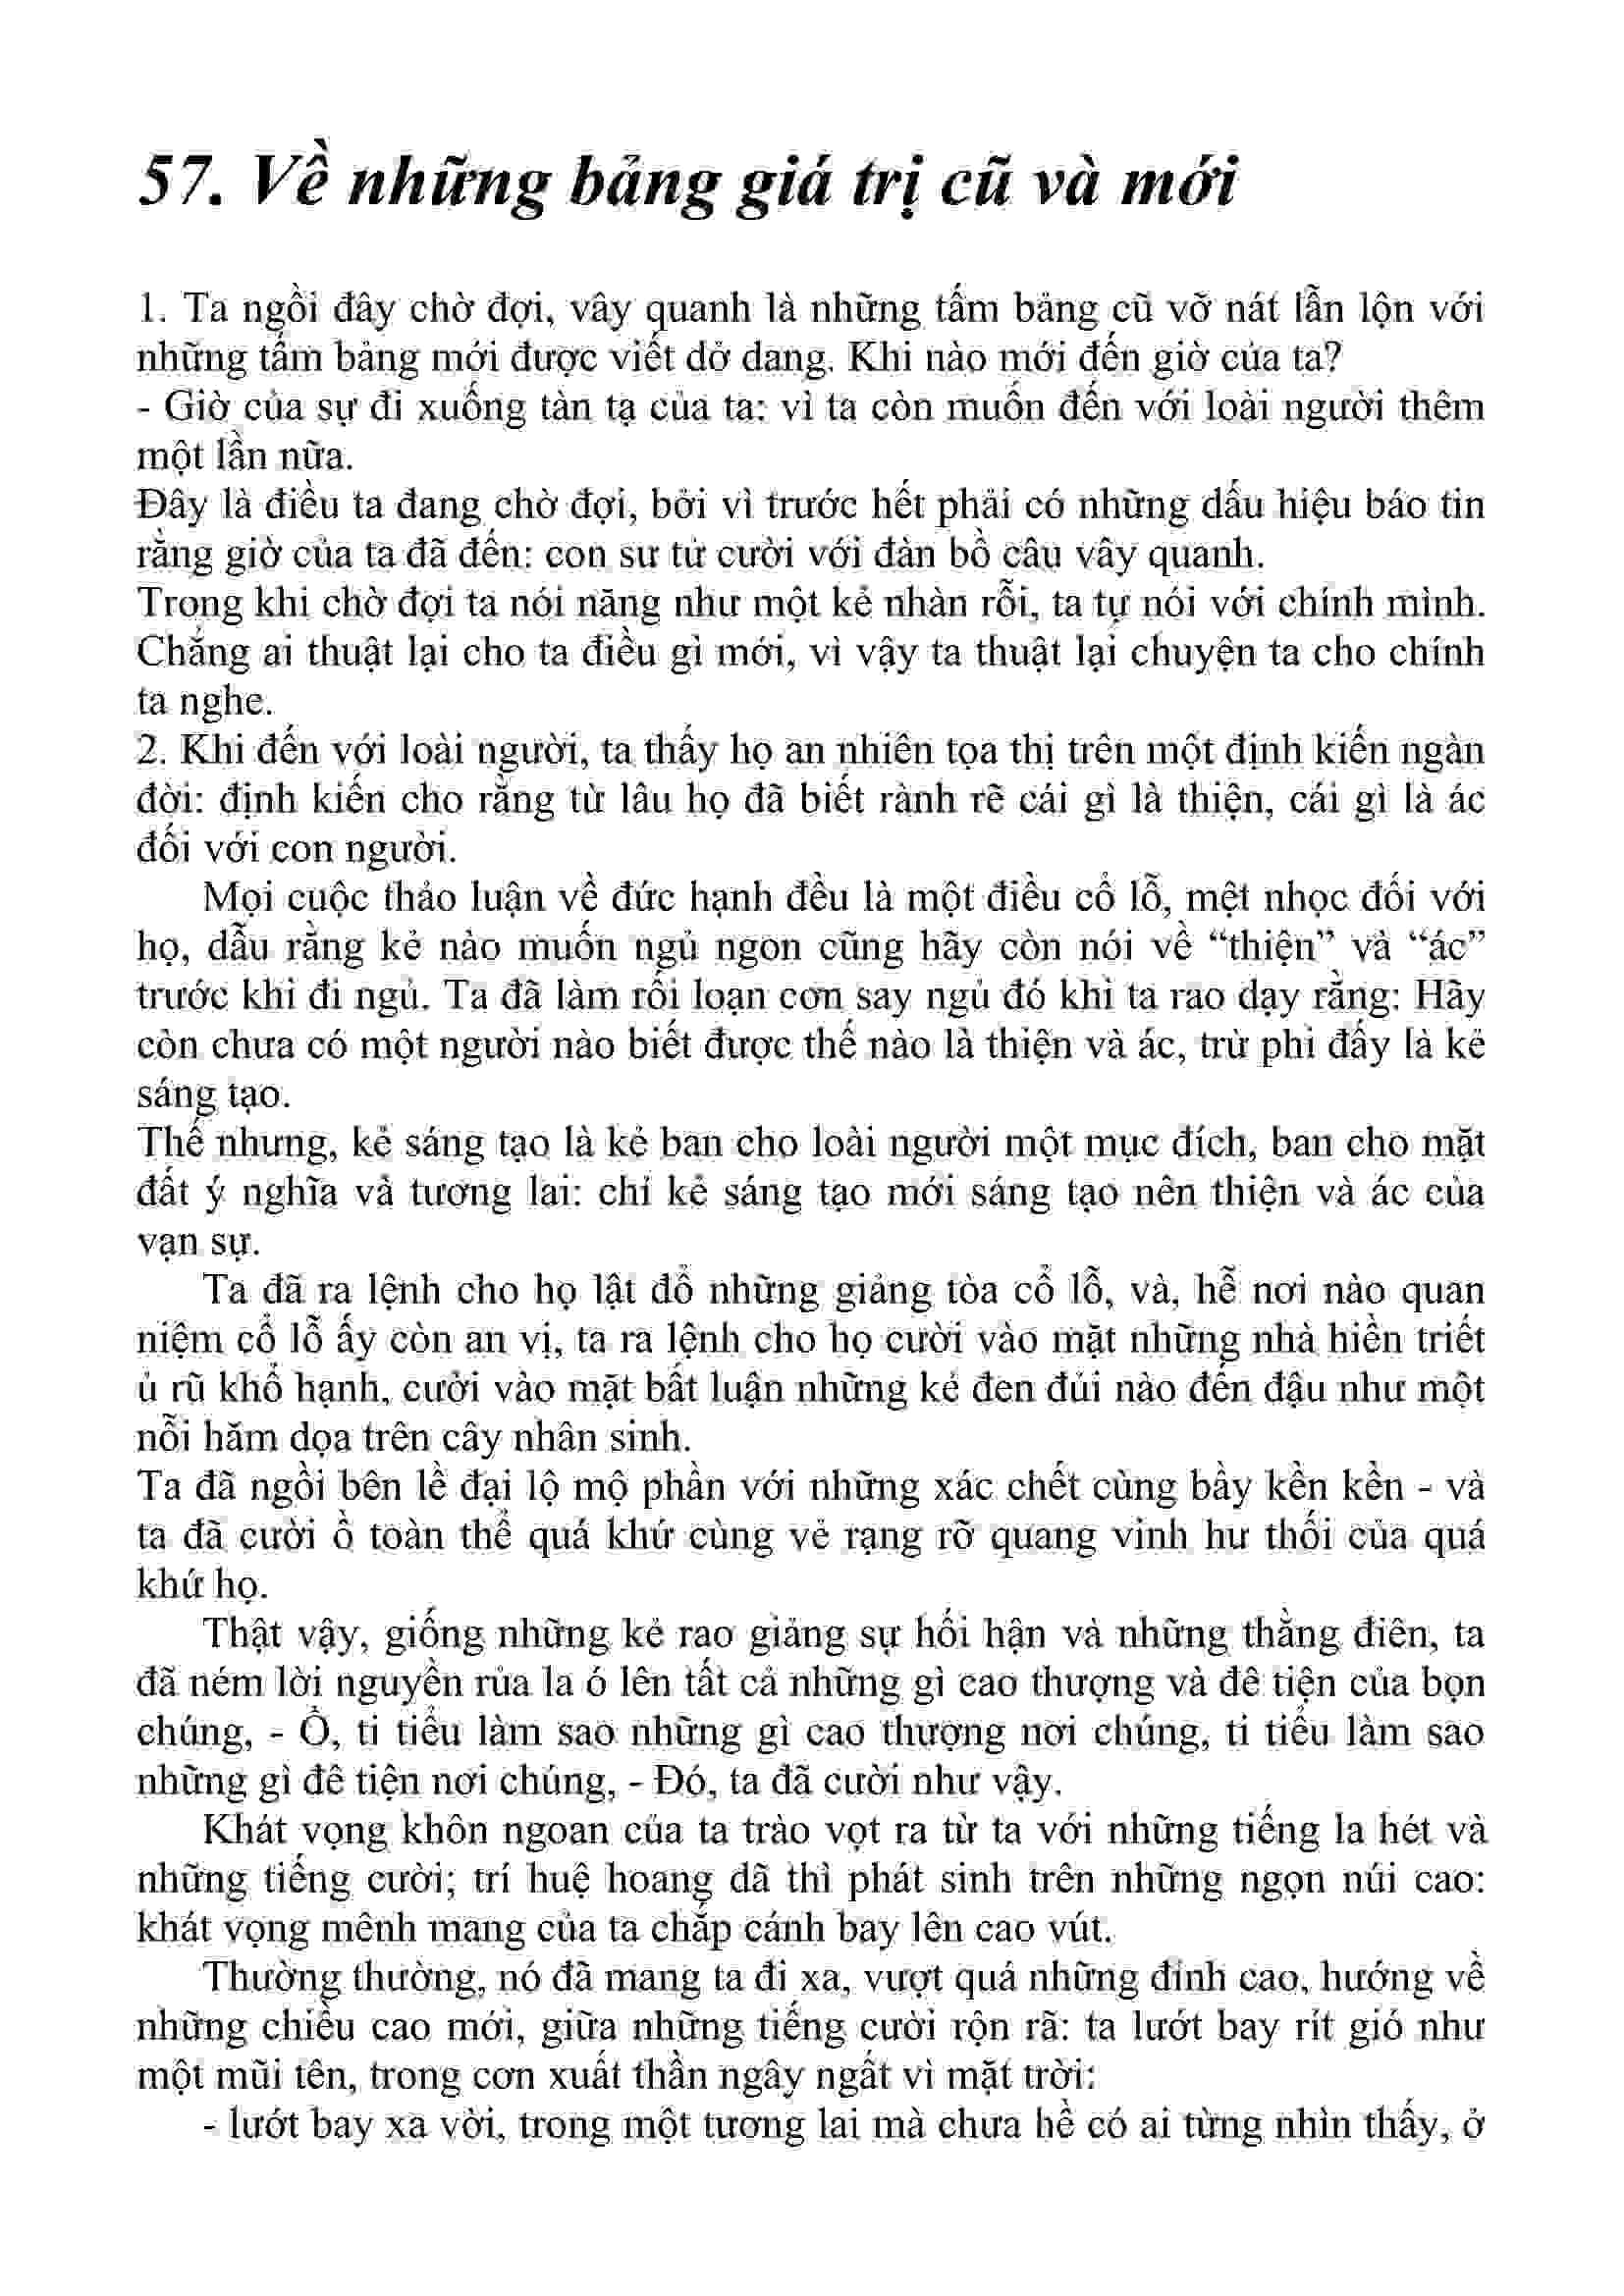 57. Về những bảng giá trị cũ và mới
1. Ta ngồi đây chờ đợi, vây quanh là những tấm bảng cũ vỡ nát lẫn lộn với
những tấm bảng mới được viết dở dang. Khi nào mới đến giờ của ta?
- Giờ của sự đi xuống tàn tạ của ta: vì ta còn muốn đến với loài người thêm
một lần nữa.
Đây là điều ta đang chờ đợi, bởi vì trước hết phải có những dấu hiệu báo tin
rằng giờ của ta đã đến: con sư tử cười với đàn bồ câu vây quanh.
Trong khi chờ đợi ta nói năng như một kẻ nhàn rỗi, ta tự nói với chính mình.
Chẳng ai thuật lại cho ta điều gì mới, vì vậy ta thuật lại chuyện ta cho chính
ta nghe.
2. Khi đến với loài người, ta thấy họ an nhiên tọa thị trên một định kiến ngàn
đời: định kiến cho rằng từ lâu họ đã biết rành rẽ cái gì là thiện, cái gì là ác
đối với con người.
Mọi cuộc thảo luận về đức hạnh đều là một điều cổ lỗ, mệt nhọc đối với
họ, dẫu rằng kẻ nào muốn ngủ ngon cũng hãy còn nói về “thiện” và “ác”
trước khi đi ngủ. Ta đã làm rối loạn cơn say ngủ đó khi ta rao dạy rằng: Hãy
còn chưa có một người nào biết được thế nào là thiện và ác, trừ phi đấy là kẻ
sáng tạo.
Thế nhưng, kẻ sáng tạo là kẻ ban cho loài người một mục đích, ban cho mặt
đất ý nghĩa và tương lai: chỉ kẻ sáng tạo mới sáng tạo nên thiện và ác của
vạn sự.
Ta đã ra lệnh cho họ lật đổ những giảng tòa cổ lỗ, và, hễ nơi nào quan
niệm cổ lỗ ấy còn an vị, ta ra lệnh cho họ cười vào mặt những nhà hiền triết
ủ rũ khổ hạnh, cười vào mặt bất luận những kẻ đen đủi nào đến đậu như một
nỗi hăm dọa trên cây nhân sinh.
Ta đã ngồi bên lề đại lộ mộ phần với những xác chết cùng bầy kền kền - và
ta đã cười ồ toàn thể quá khứ cùng vẻ rạng rỡ quang vinh hư thối của quá
khứ họ.
Thật vậy, giống những kẻ rao giảng sự hối hận và những thằng điên, ta
đã ném lời nguyền rủa la ó lên tất cả những gì cao thượng và đê tiện của bọn
chúng, - Ồ, ti tiểu làm sao những gì cao thượng nơi chúng, ti tiểu làm sao
những gì đê tiện nơi chúng, - Đó, ta đã cười như vậy.
Khát vọng khôn ngoan của ta trào vọt ra từ ta với những tiếng la hét và
những tiếng cười; trí huệ hoang dã thì phát sinh trên những ngọn núi cao:
khát vọng mênh mang của ta chắp cánh bay lên cao vút.
Thường thường, nó đã mang ta đi xa, vượt quá những đỉnh cao, hướng về
những chiều cao mới, giữa những tiếng cười rộn rã: ta lướt bay rít gió như
một mũi tên, trong cơn xuất thần ngây ngất vì mặt trời:
- lướt bay xa vời, trong một tương lai mà chưa hề có ai từng nhìn thấy, ở